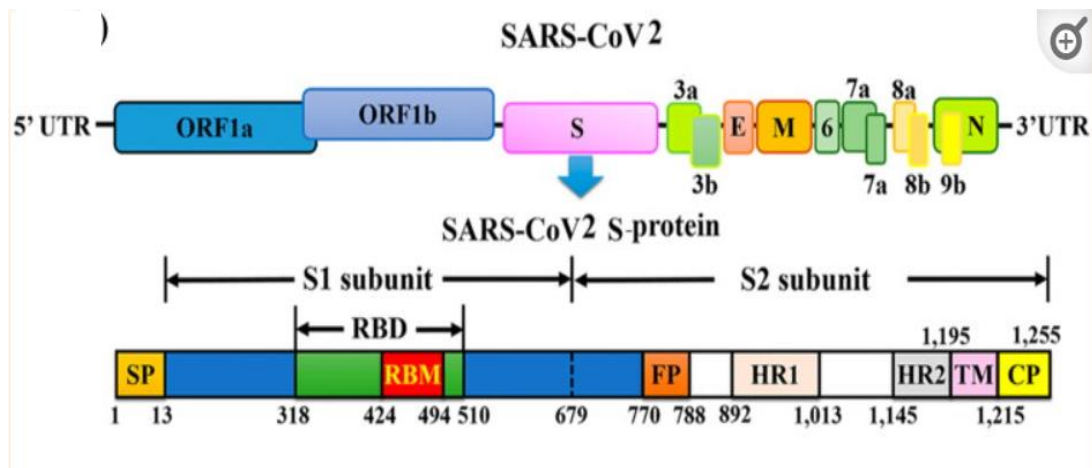 )
SARS-CoV2
7a 8a
3a
5' UTR ORF1a ORF1b S E M 6 N 3'UTR
3b 7a 8b 9b
SARS-CoV2 S-protein
S1 subunit S2 subunit
RBD
1,195 1,255
SP RBM FP HR1 HR2 TM CP
1 13 318 424 494 510 679 770 788 892 1,013 1,145 1,215